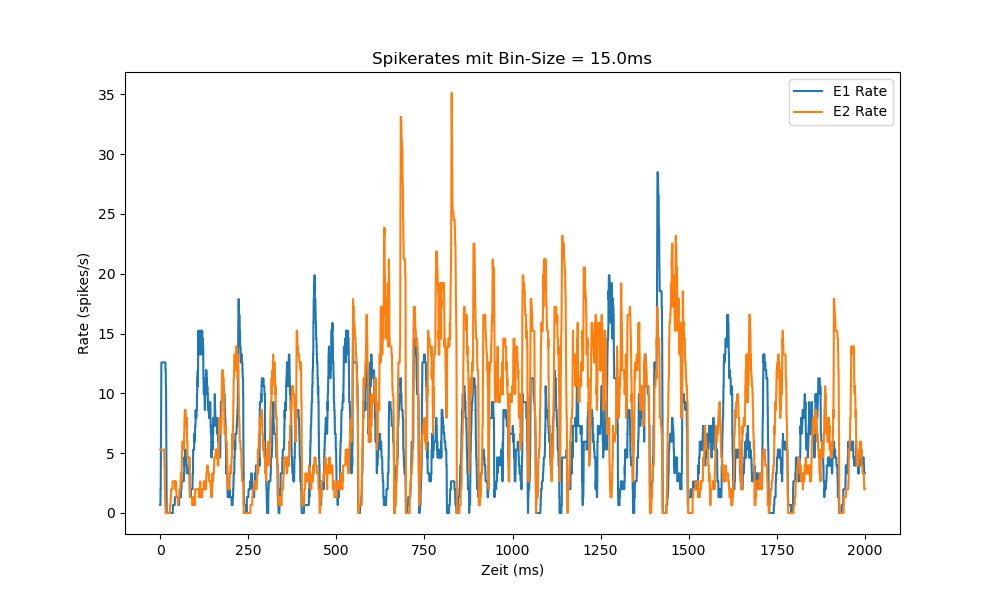 Spikerates mit Bin-Size = 15.0ms
E1 Rate
E2 Rate
Rate (spikes/s)
35
30
25
20
15
10
5
0
0 250 500 750 1000 1250 1500 1750 2000
Zeit (ms)